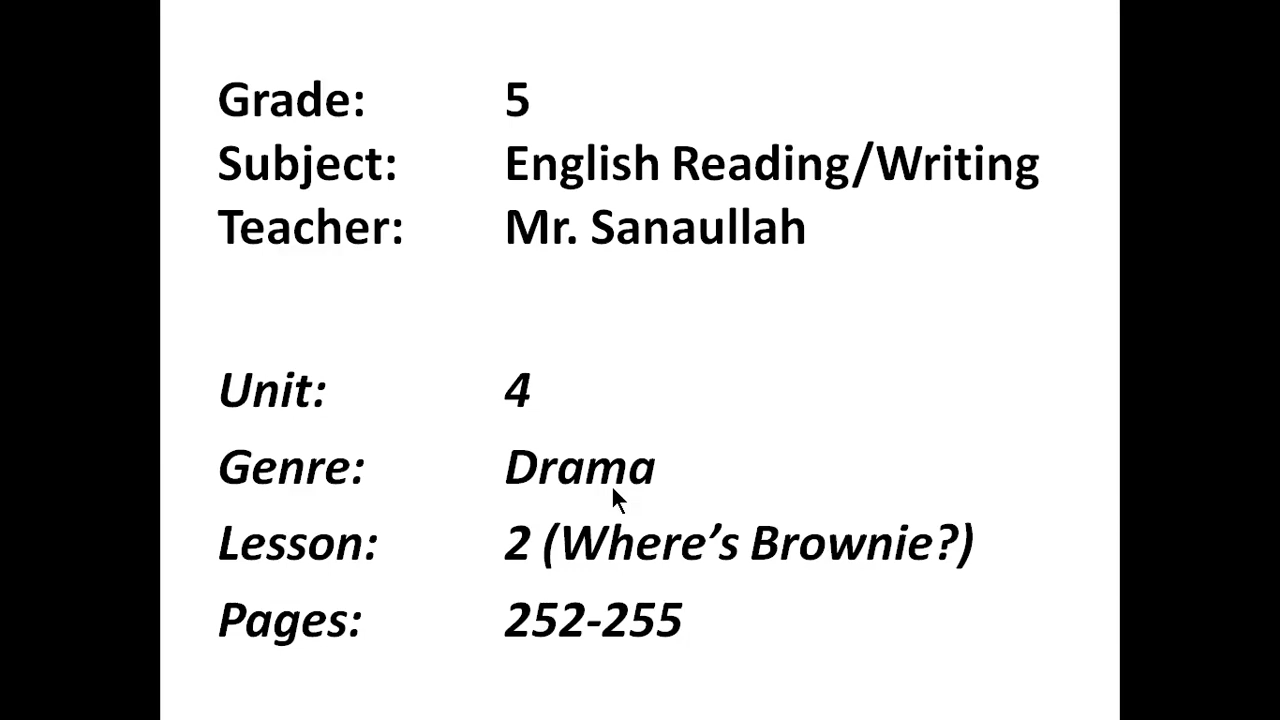 Grade: 5
Subject: English Reading/Writing
Teacher: Mr. Sanaullah
Unit: 4
Genre: Drama
Lesson: 2 (Where’s Brownie?)
Pages: 252-255